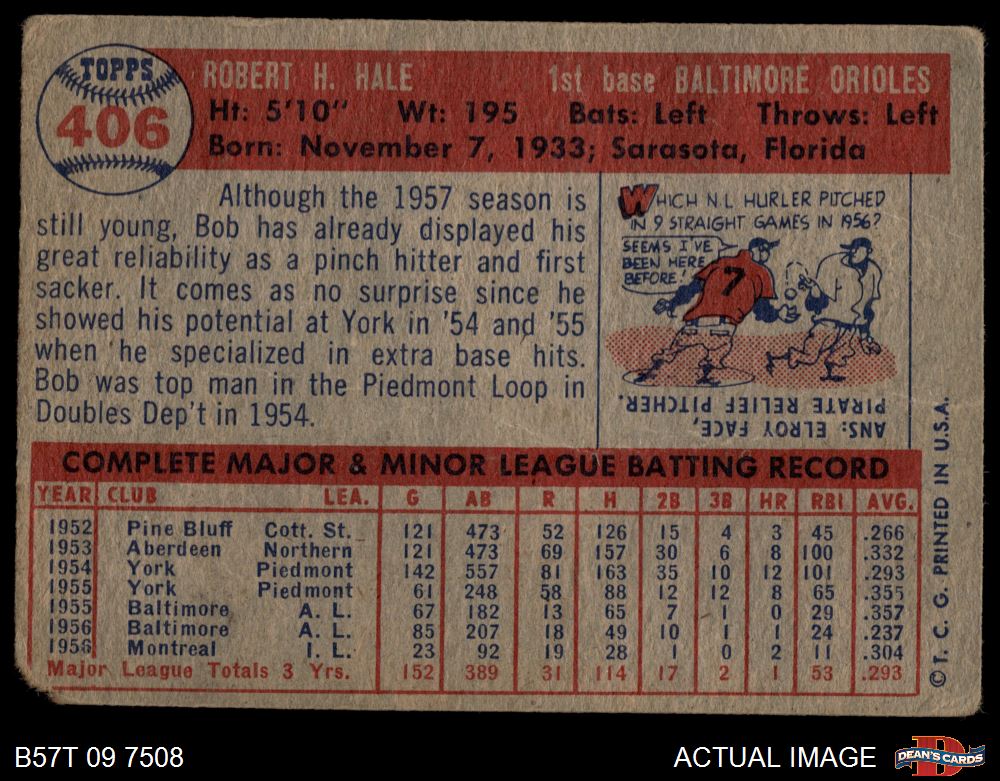 TOPPS
406
ROBERT H. HALE 1st base BALTIMORE ORIOLES
Ht: 5'10" Wt: 195 Bats: Left Throws: Left
Born: November 7, 1933; Sarasota, Florida
Although the 1957 season is
still young, Bob has already displayed his
great reliability as a pinch hitter and first
sacker. It comes as no surprise since he
showed his potential at York in '54 and '55
when he specialized in extra base hits.
Bob was top man in the Piedmont Loop in
Doubles Dep't in 1954.
WHICH N.L. HURLER PITCHED
IN 9 STRAIGHT GAMES IN 1956?
SEEMS I'VE
BEEN HERE
BEFORE!
7
ANS: ELROY FACE,
PIRATE RELIEF PITCHER.
COMPLETE MAJOR & MINOR LEAGUE BATTING RECORD
YEAR CLUB LEA. G AB R H 2B 3B HR RBI AVG.
1952 Pine Bluff Cott. St. 121 473 52 126 15 4 3 45 .266
1953 Aberdeen Northern 121 473 69 157 30 6 8 100 .332
1954 York Piedmont 142 557 81 163 35 10 12 101 .293
1955 York Piedmont 61 248 58 88 12 12 8 65 .355
1955 Baltimore A. L. 67 182 13 65 7 1 0 29 .357
1956 Baltimore A. L. 85 207 18 49 10 1 1 24 .237
1956 Montreal I. L. 23 92 19 28 1 0 2 11 .304
Major League Totals 3 Yrs. 152 389 31 114 17 2 1 53 .293
© T. C. G. PRINTED IN U.S.A.
B57T 09 7508
ACTUAL IMAGE
DEAN'S CARDS